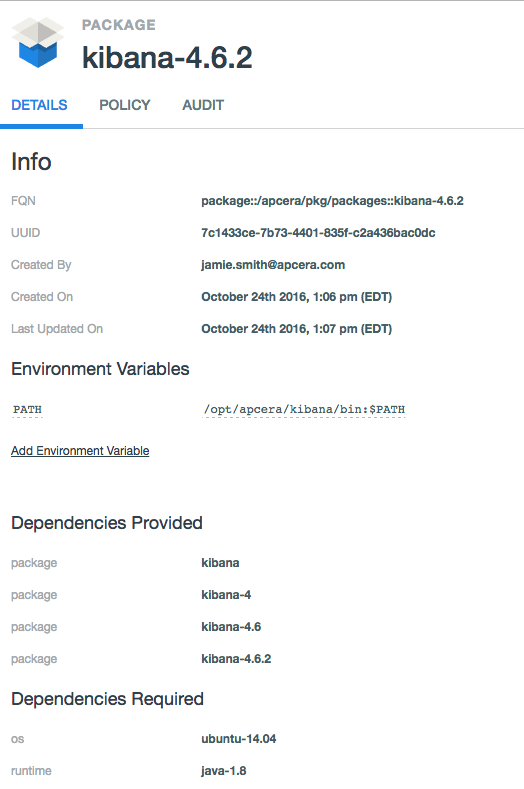 PACKAGE
kibana-4.6.2
DETAILS POLICY AUDIT
Info
FQN package::/apcera/pkg/packages::kibana-4.6.2
UUID 7c1433ce-7b73-4401-835f-c2a436bac0dc
Created By jamie.smith@apcera.com
Created On October 24th 2016, 1:06 pm (EDT)
Last Updated On October 24th 2016, 1:07 pm (EDT)
Environment Variables
PATH /opt/apcera/kibana/bin:$PATH
Add Environment Variable
Dependencies Provided
package kibana
package kibana-4
package kibana-4.6
package kibana-4.6.2
Dependencies Required
os ubuntu-14.04
runtime java-1.8